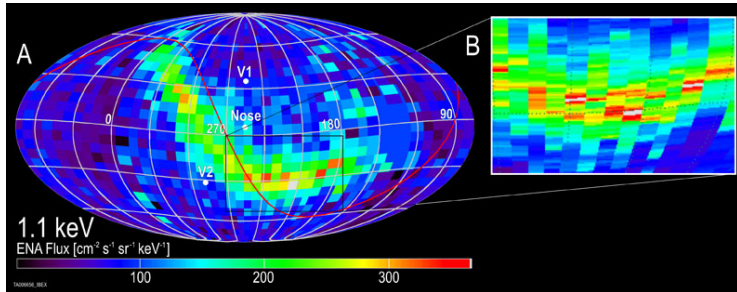 A
B
V1
Nose
0
270
180
90
V2
1.1 keV
ENA Flux [cm⁻² s⁻¹ sr⁻¹ keV⁻¹]
100 200 300